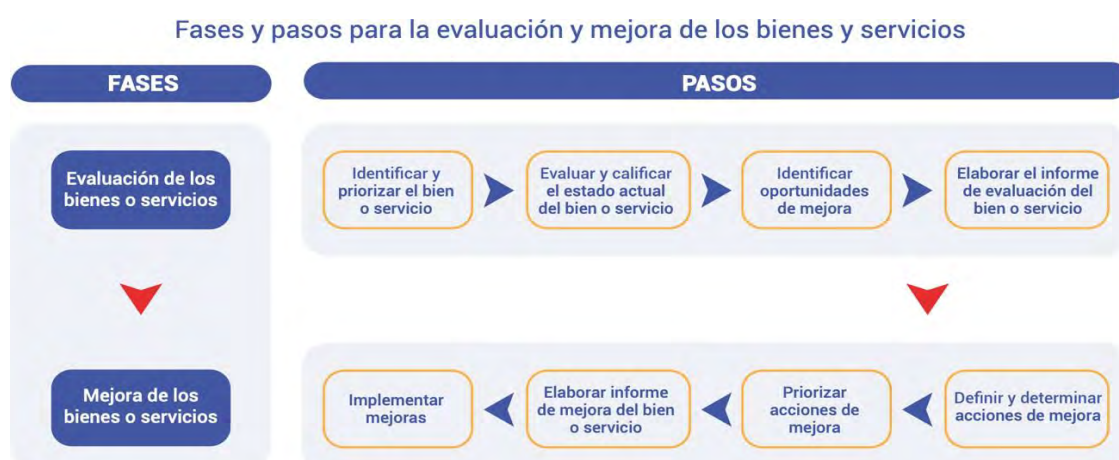 Fases y pasos para la evaluación y mejora de los bienes y servicios
FASES
PASOS
Evaluación de los
bienes o servicios
Identificar y
priorizar el bien
o servicio
Evaluar y calificar
el estado actual
del bien o servicio
Identificar
oportunidades
de mejora
Elaborar el informe
de evaluación del
bien o servicio
Mejora de los
bienes o servicios
Implementar
mejoras
Elaborar informe
de mejora del bien
o servicio
Priorizar
acciones de
mejora
Definir y determinar
acciones de mejora